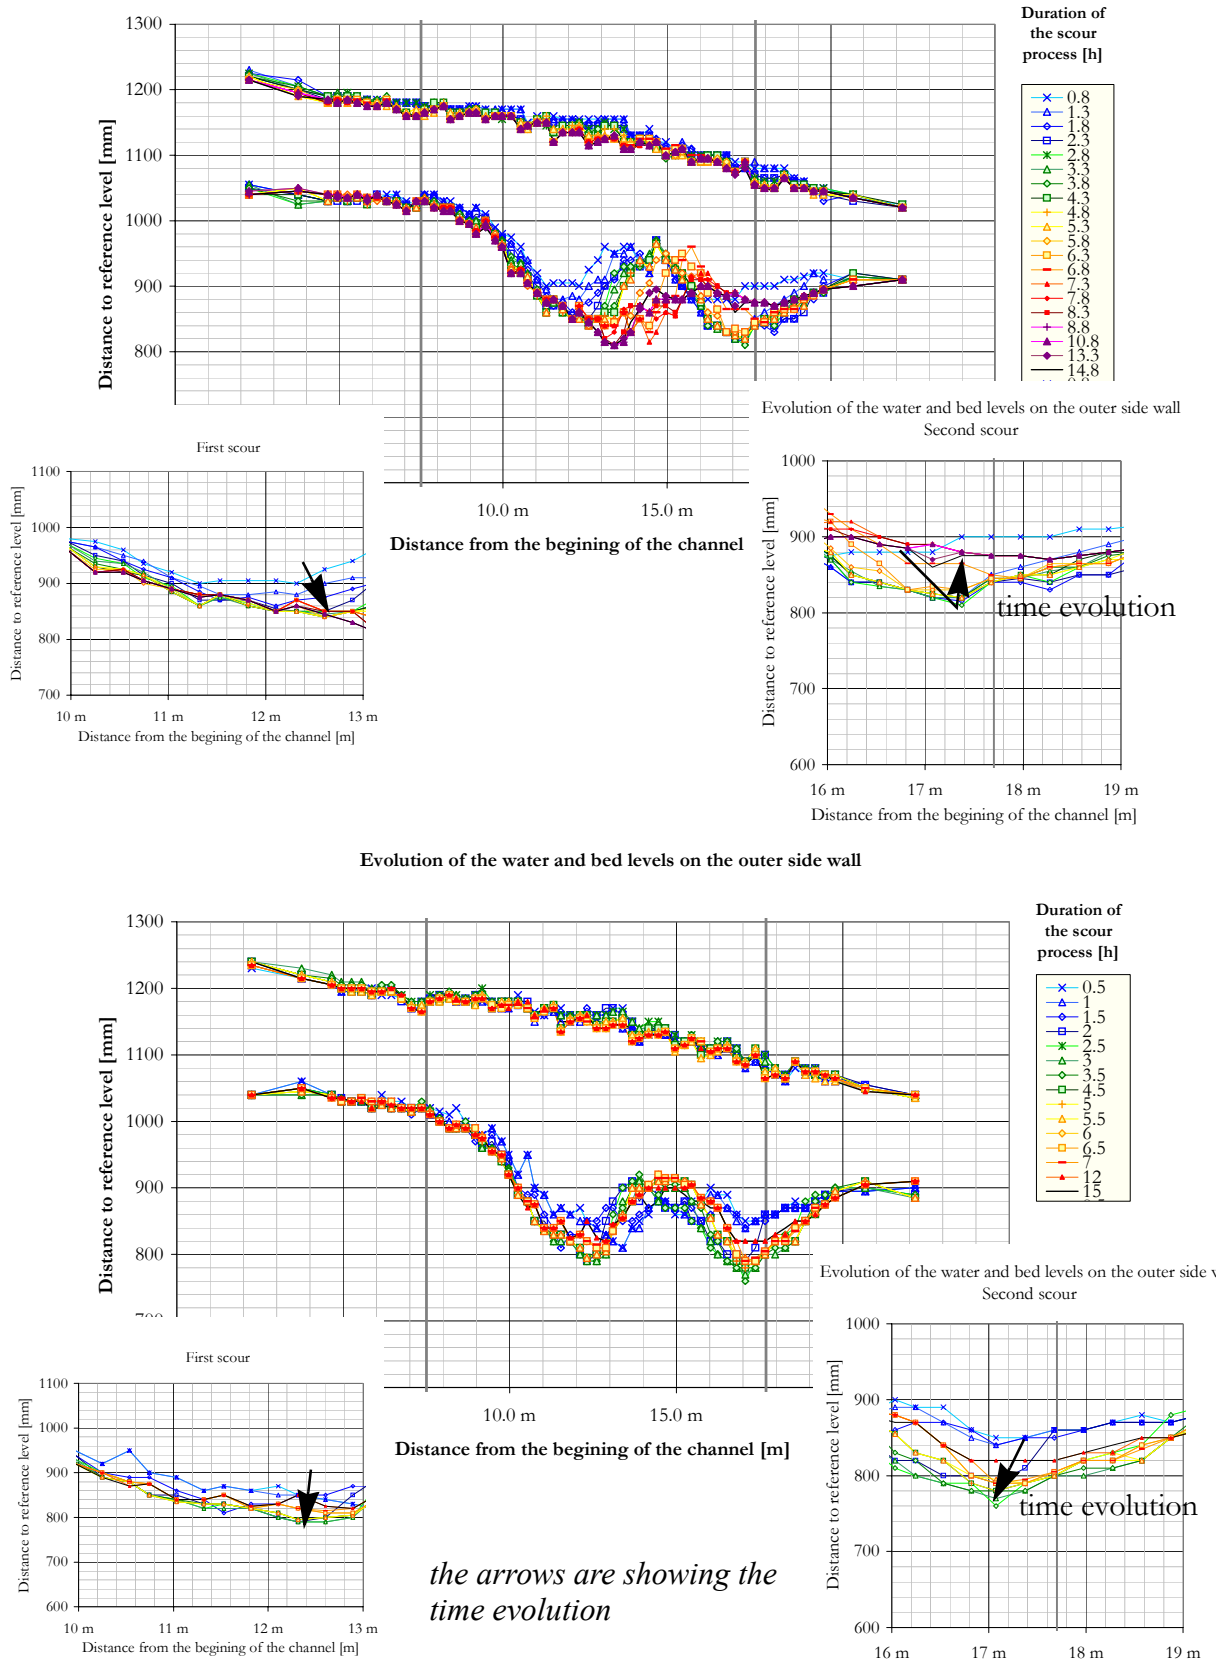 1300
1200
1100
1000
900
800
Distance to reference level [mm]
10.0 m
15.0 m
Distance from the begining of the channel
Duration of
the scour
process [h]
0.8
1.3
1.8
2.3
2.8
3.3
3.8
4.3
4.8
5.3
5.8
6.3
6.8
7.3
7.8
8.3
8.8
10.8
13.3
14.8
First scour
1100
1000
900
800
700
Distance to reference level [mm]
10 m
11 m
12 m
13 m
Distance from the begining of the channel [m]
Evolution of the water and bed levels on the outer side wall
Second scour
1000
900
800
700
600
Distance to reference level [mm]
time evolution
16 m
17 m
18 m
19 m
Distance from the begining of the channel [m]
Evolution of the water and bed levels on the outer side wall
1300
1200
1100
1000
900
800
Distance to reference level [mm]
10.0 m
15.0 m
Distance from the begining of the channel [m]
Duration of
the scour
process [h]
0.5
1
1.5
2
2.5
3
3.5
4.5
5
5.5
6
6.5
7
12
15
First scour
1100
1000
900
800
700
600
Distance to reference level [mm]
10 m
11 m
12 m
13 m
Distance from the begining of the channel [m]
the arrows are showing the
time evolution
Evolution of the water and bed levels on the outer side
Second scour
1000
900
800
700
600
Distance to reference level [mm]
time evolution
16 m
17 m
18 m
19 m
Distance from the begining of the channel [m]